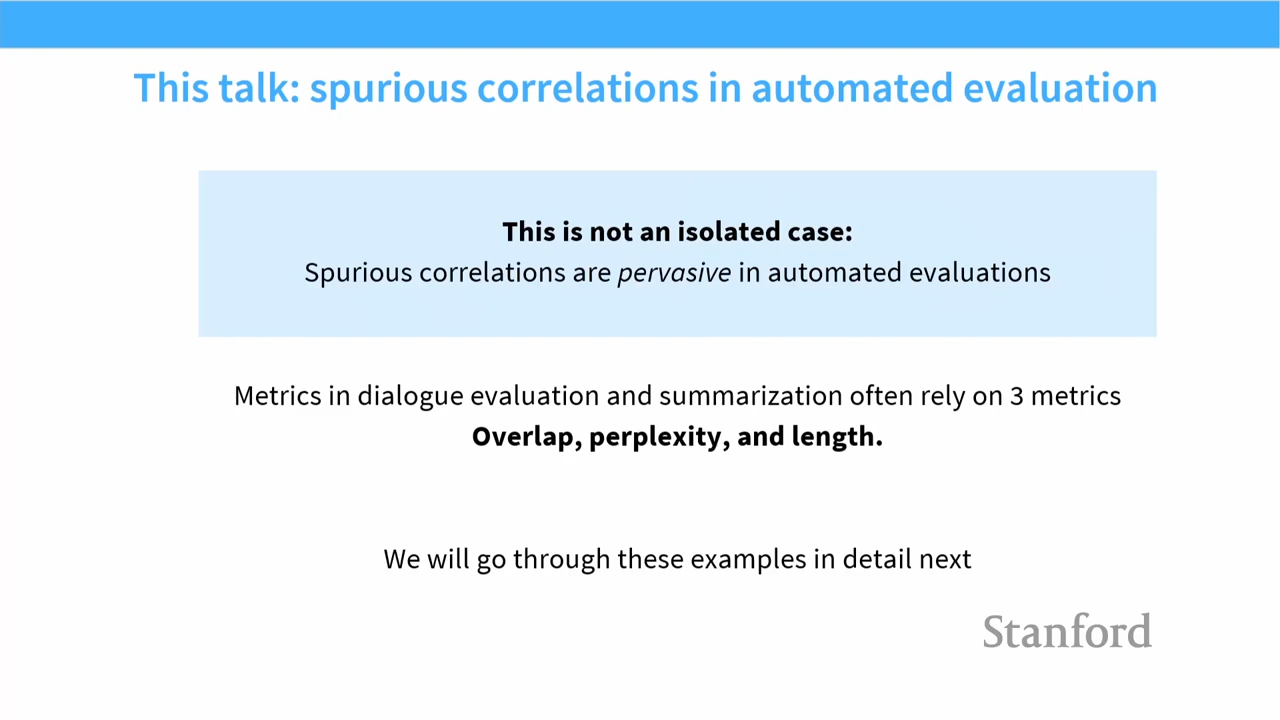 This talk: spurious correlations in automated evaluation
This is not an isolated case:
Spurious correlations are pervasive in automated evaluations
Metrics in dialogue evaluation and summarization often rely on 3 metrics
Overlap, perplexity, and length.
We will go through these examples in detail next
Stanford